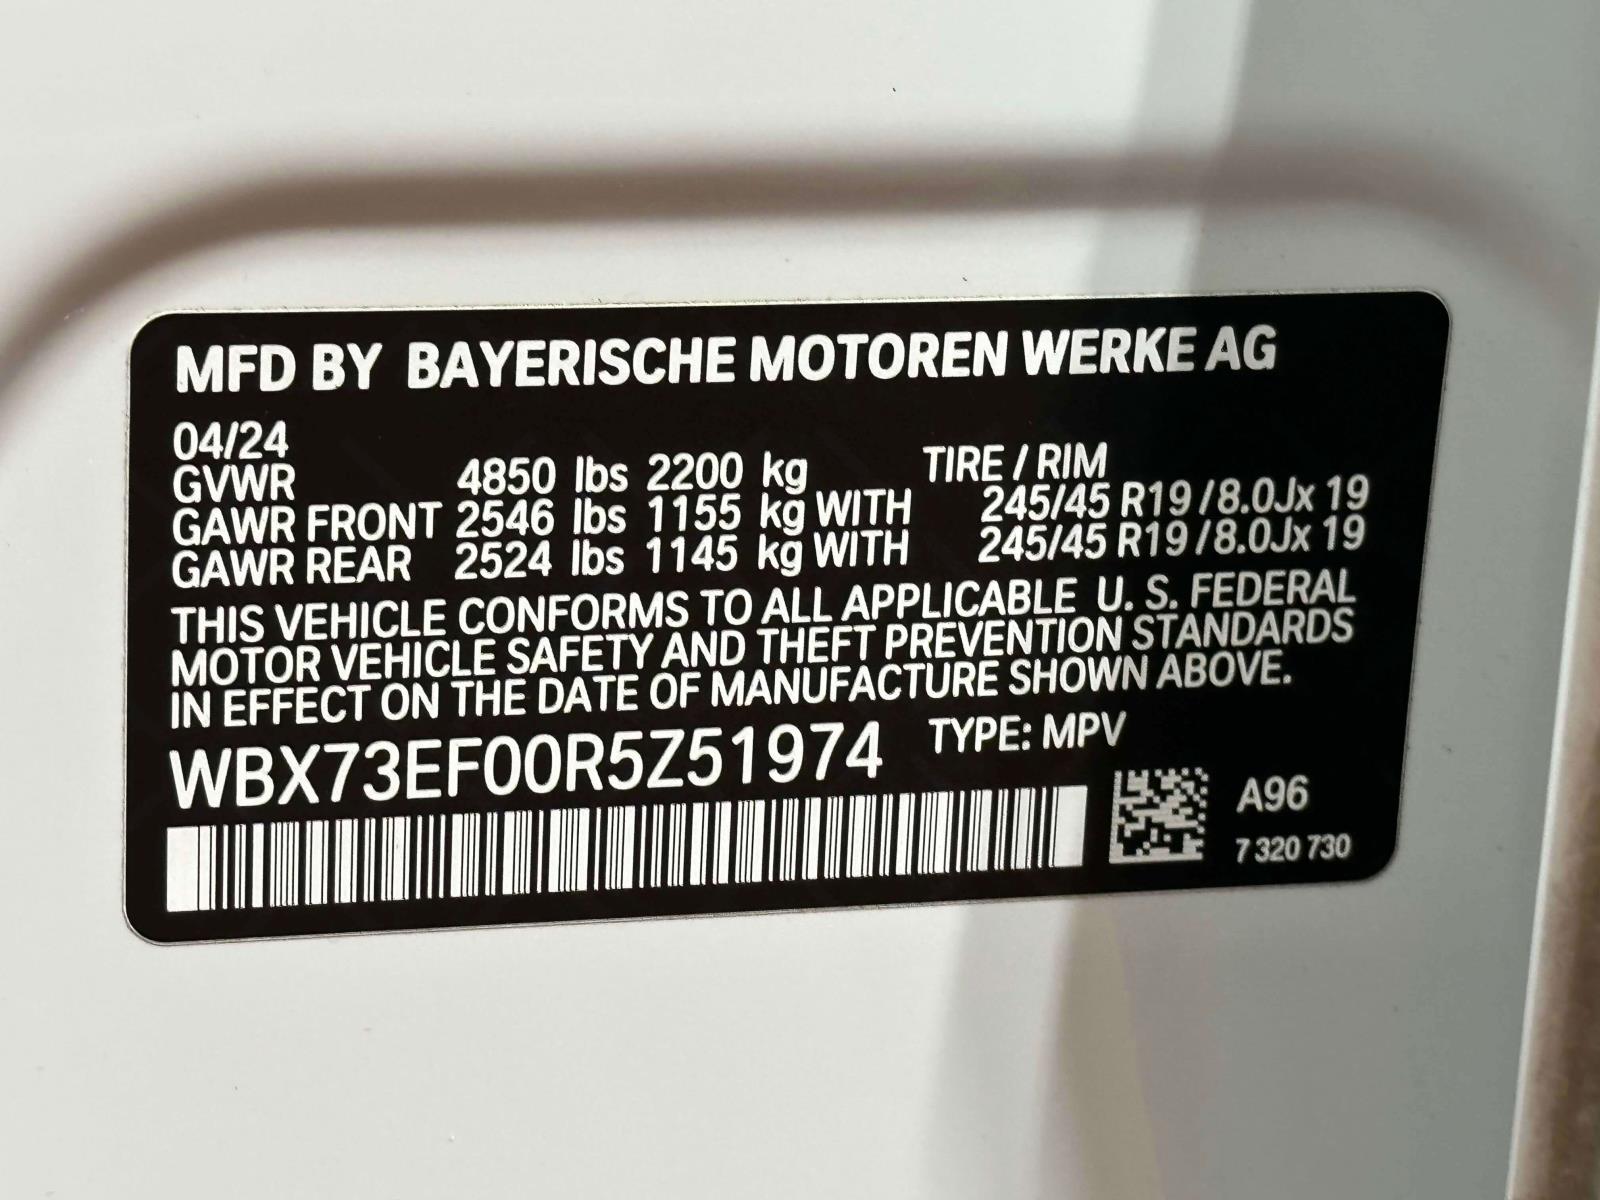 MFD BY BAYERISCHE MOTOREN WERKE AG
04/24
GVWR 4850 lbs 2200 kg TIRE / RIM
GAWR FRONT 2546 lbs 1155 kg WITH 245/45 R19 / 8.0Jx 19
GAWR REAR 2524 lbs 1145 kg WITH 245/45 R19 / 8.0Jx 19
THIS VEHICLE CONFORMS TO ALL APPLICABLE U. S. FEDERAL
MOTOR VEHICLE SAFETY AND THEFT PREVENTION STANDARDS
IN EFFECT ON THE DATE OF MANUFACTURE SHOWN ABOVE.
WBX73EF00R5Z51974 TYPE: MPV
A96
7 320 730